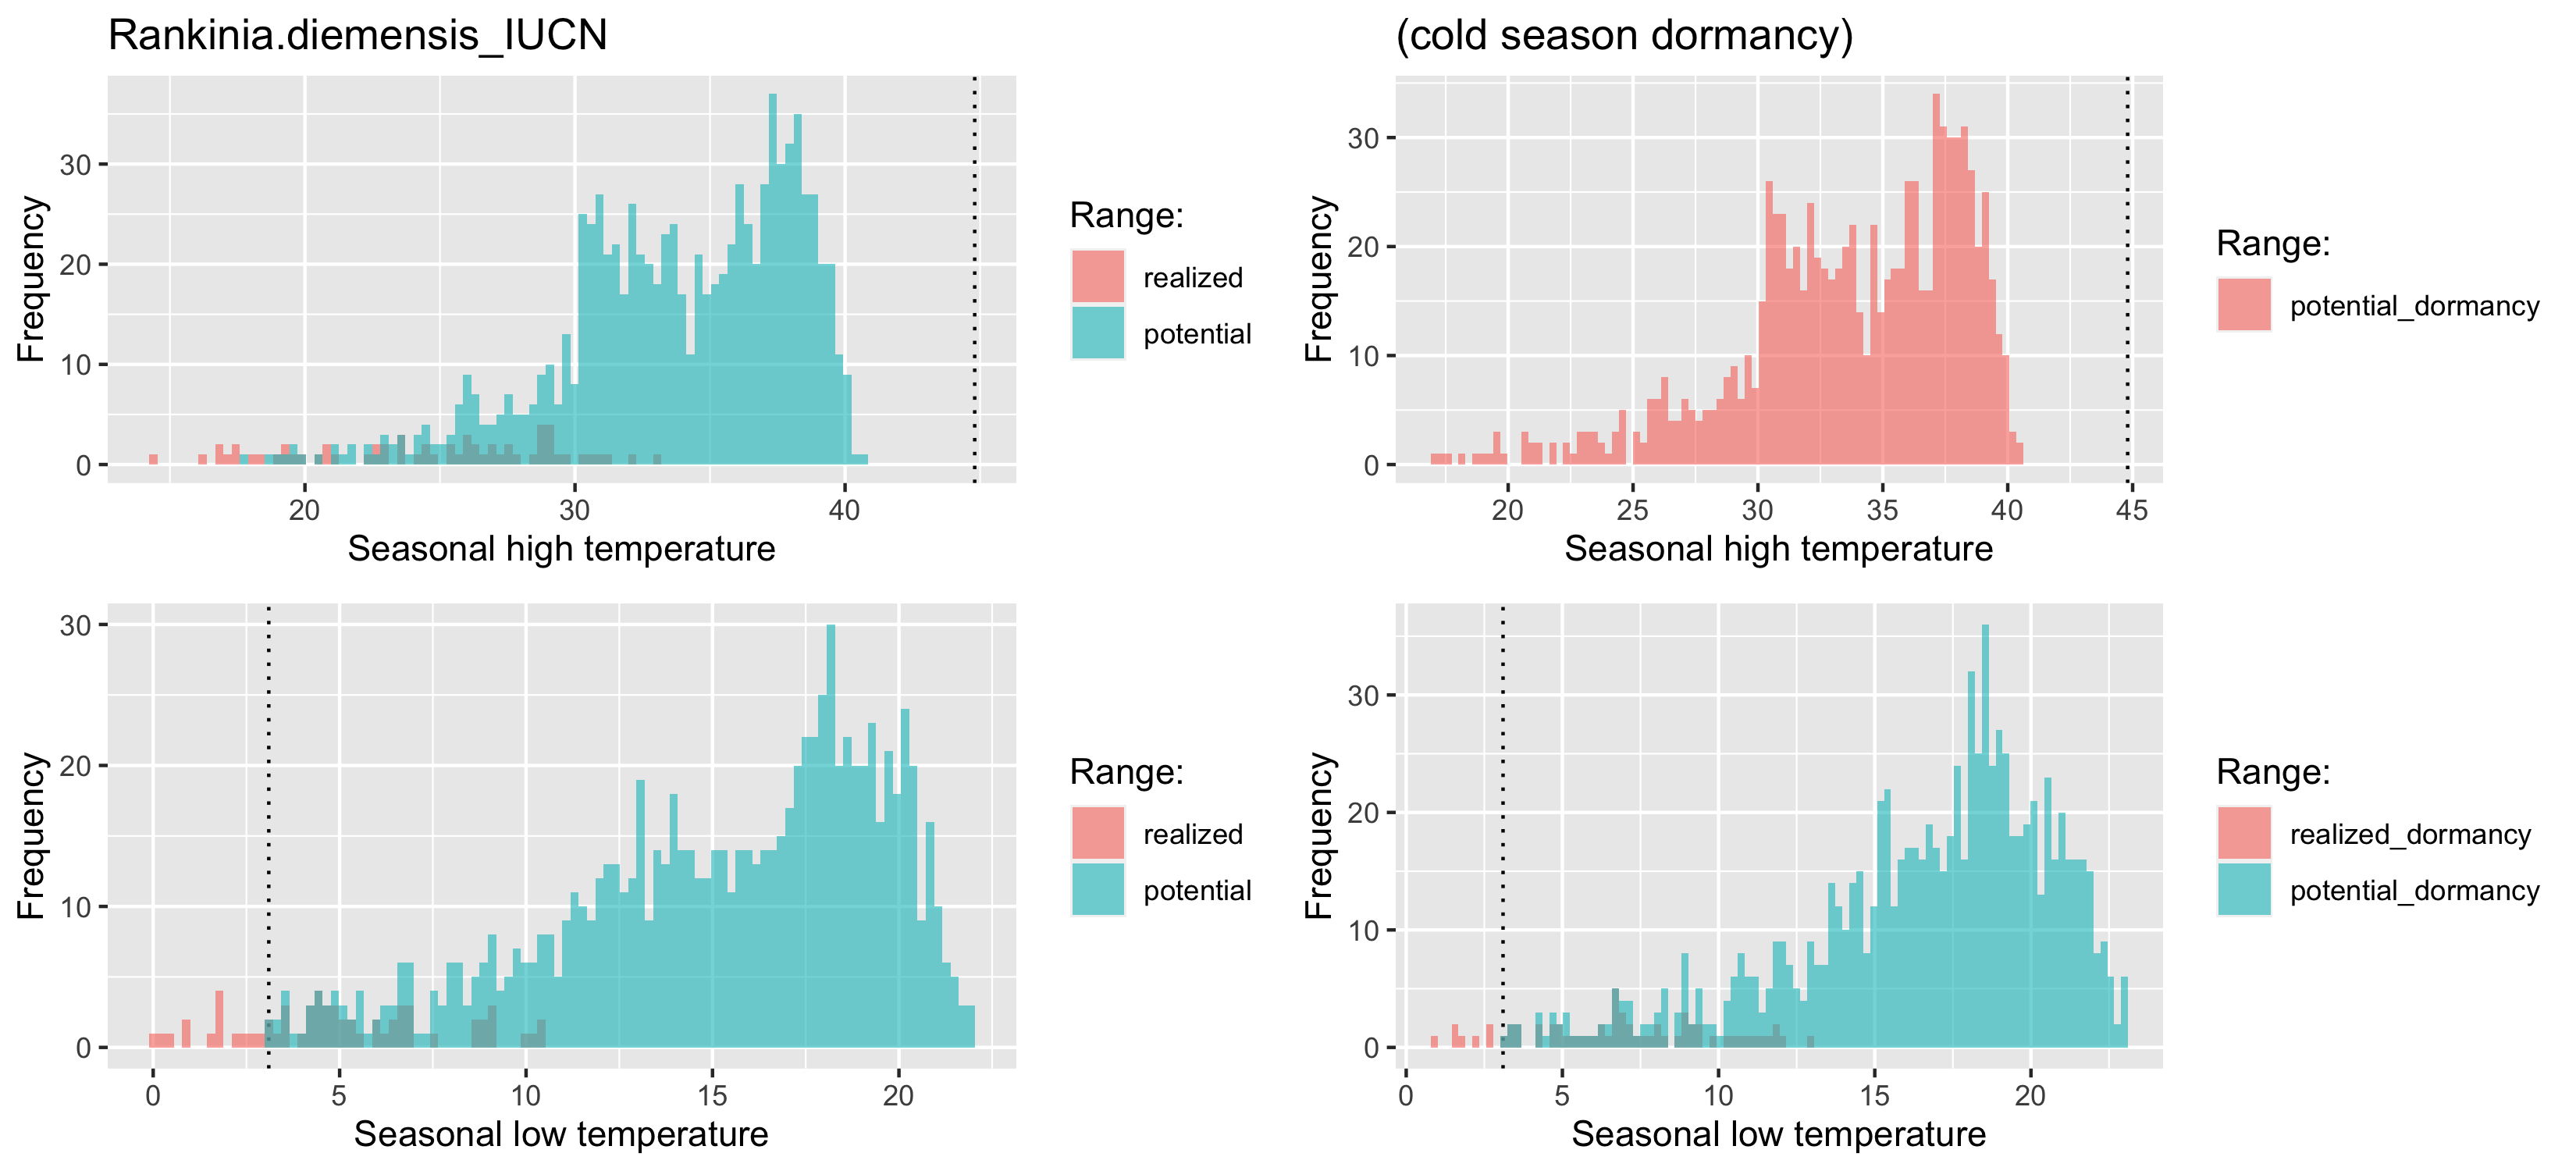 Rankinia.diemensis_IUCN
Frequency
30
20
10
0
20 30 40
Seasonal high temperature
Range:
realized
potential
(cold season dormancy)
Frequency
30
20
10
0
20 25 30 35 40 45
Seasonal high temperature
Range:
potential_dormancy
Frequency
30
20
10
0
0 5 10 15 20
Seasonal low temperature
Range:
realized
potential
Frequency
30
20
10
0
0 5 10 15 20
Seasonal low temperature
Range:
realized_dormancy
potential_dormancy